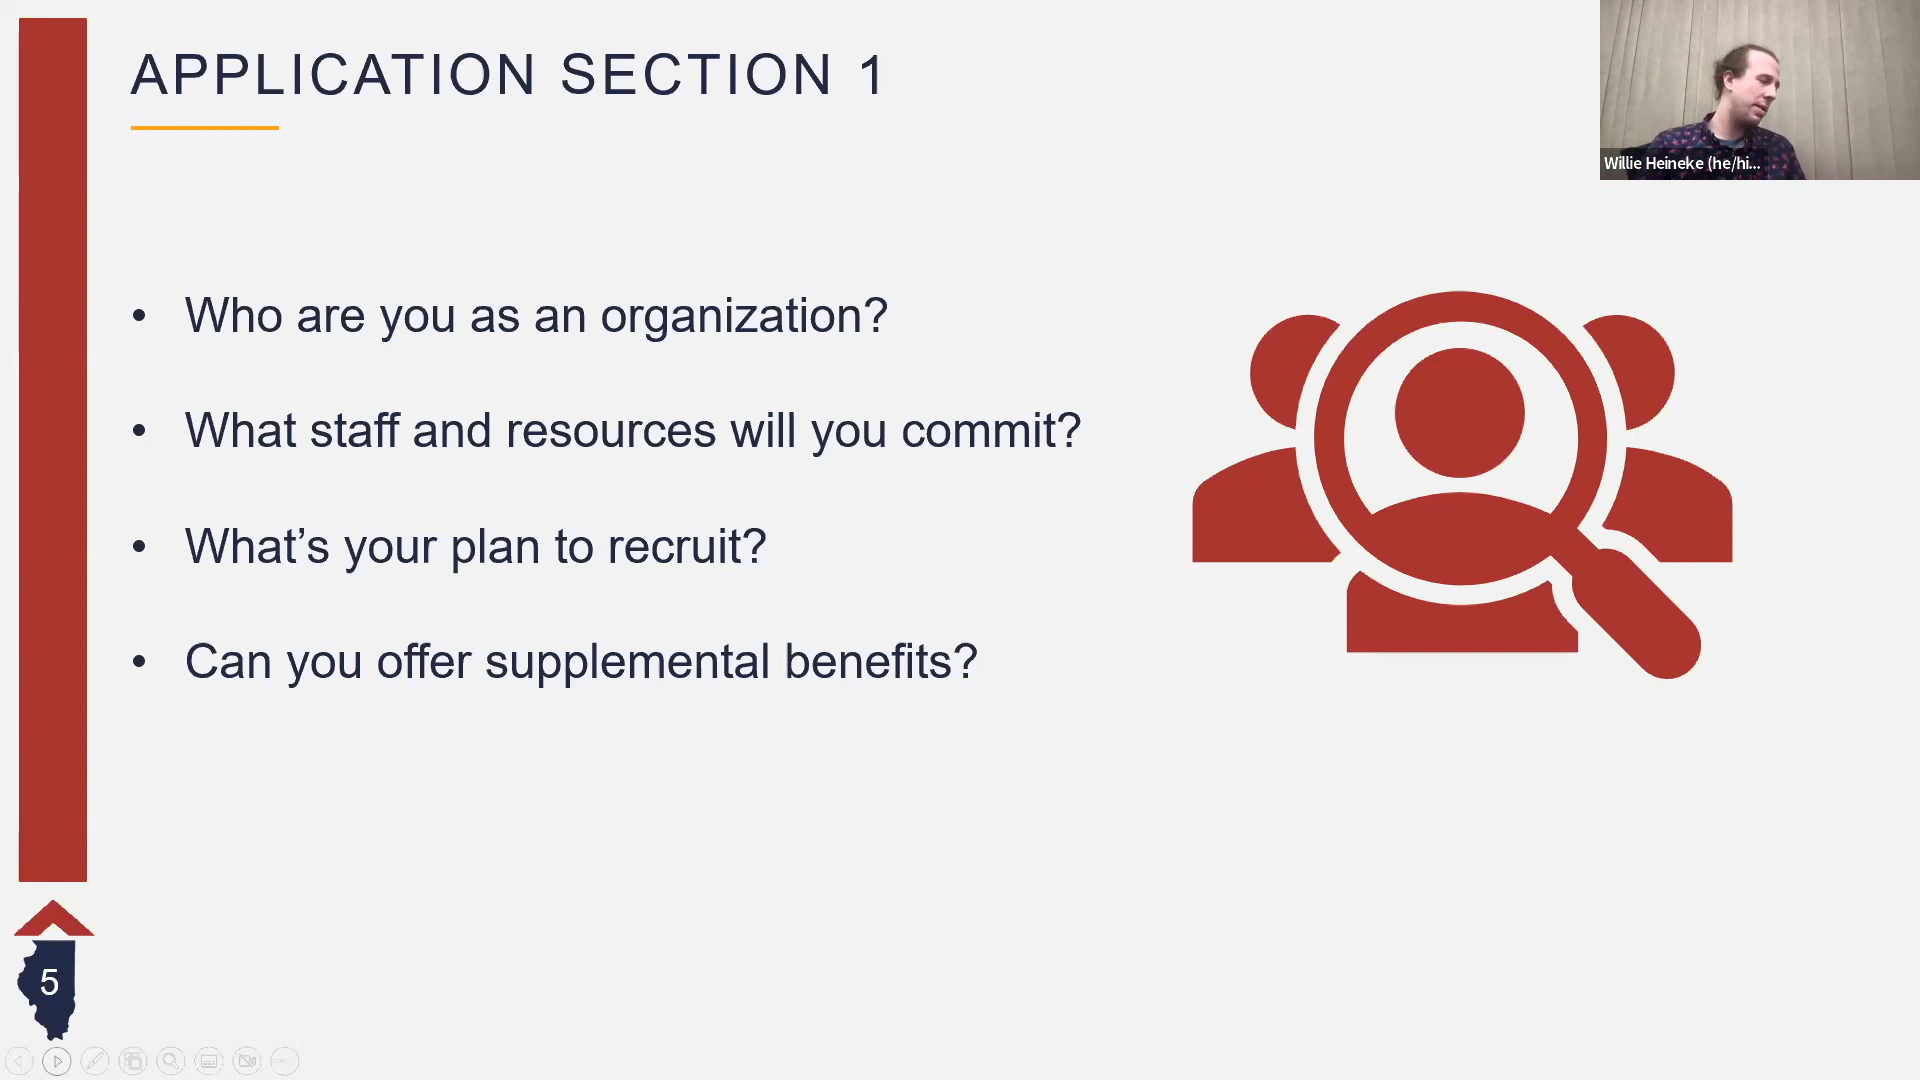 APPLICATION SECTION 1
Willie Heineke (he/hi...
• Who are you as an organization?
• What staff and resources will you commit?
• What’s your plan to recruit?
• Can you offer supplemental benefits?
5